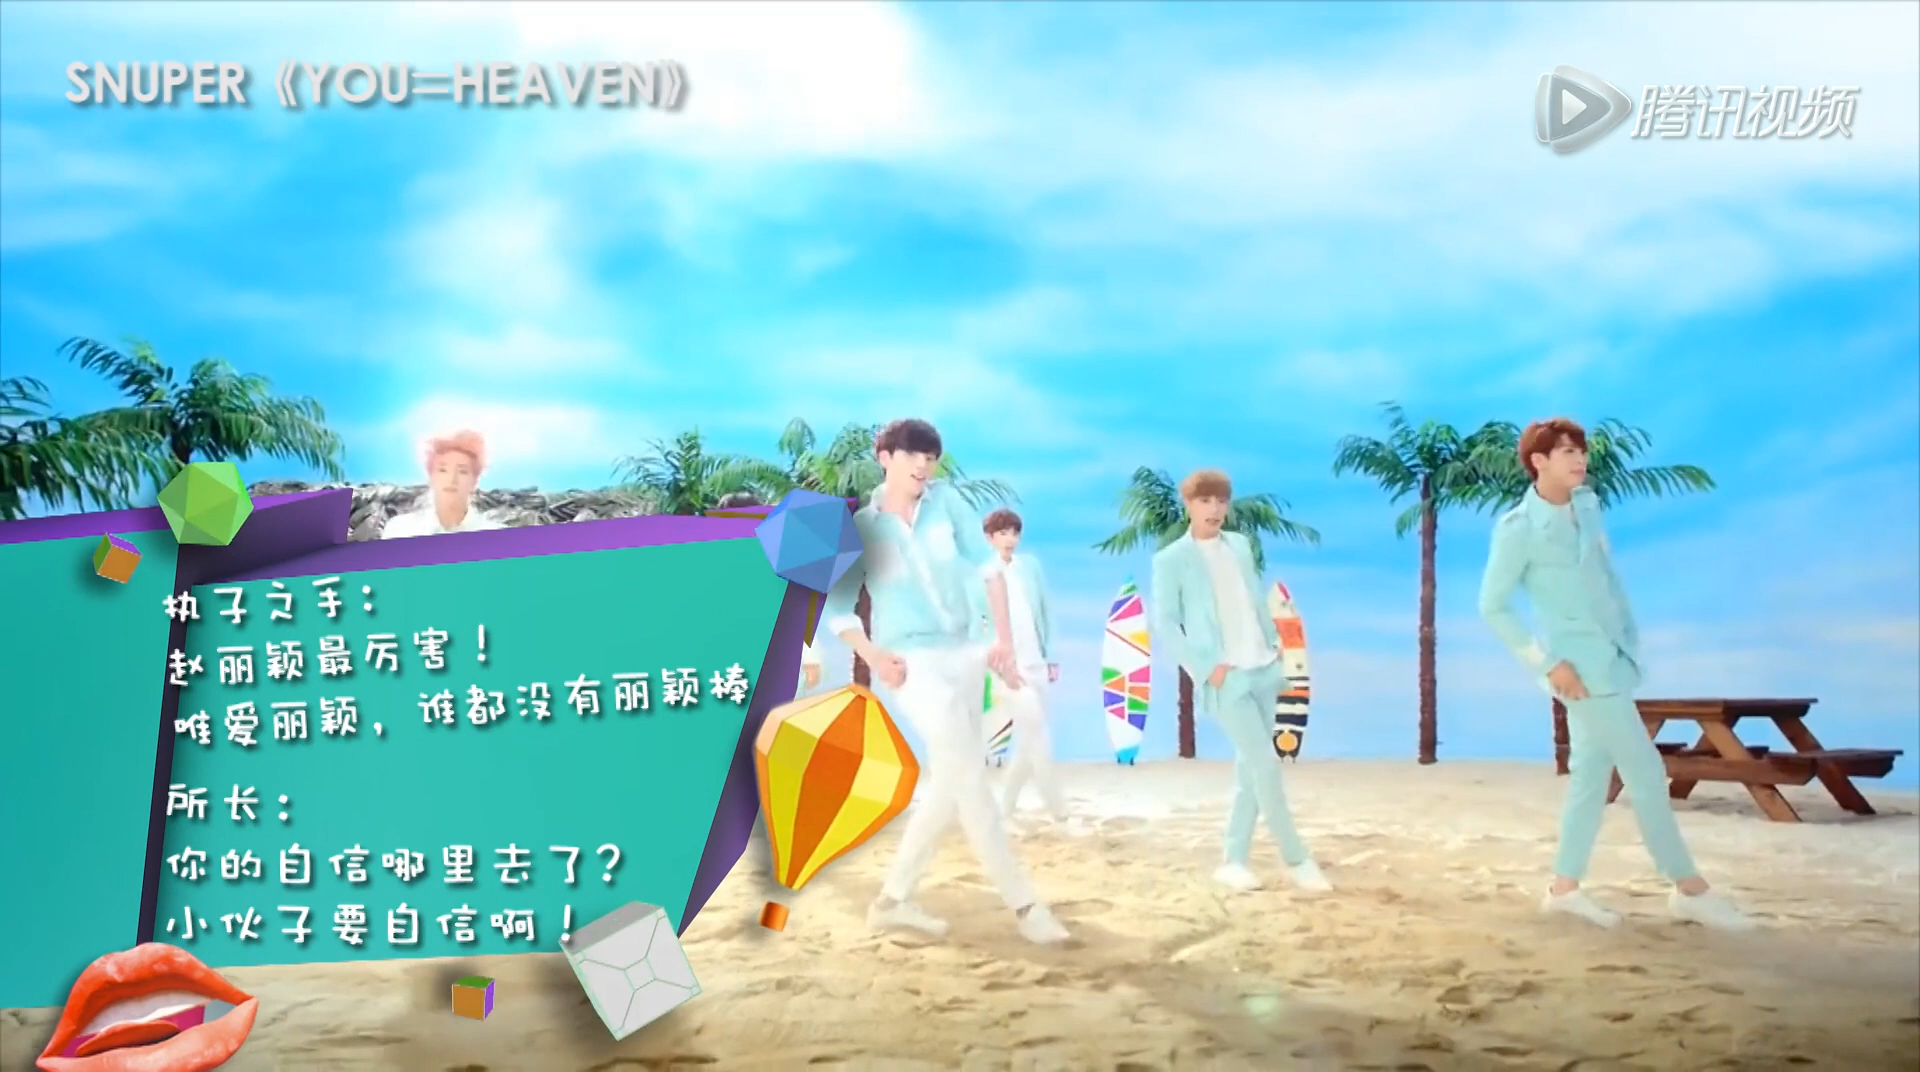 SNUPER《YOU=HEAVEN》
腾讯视频
执子之手：
赵丽颖最厉害！
唯爱丽颖，谁都没有丽颖棒
所长：
你的自信哪里去了？
小伙子要自信啊！